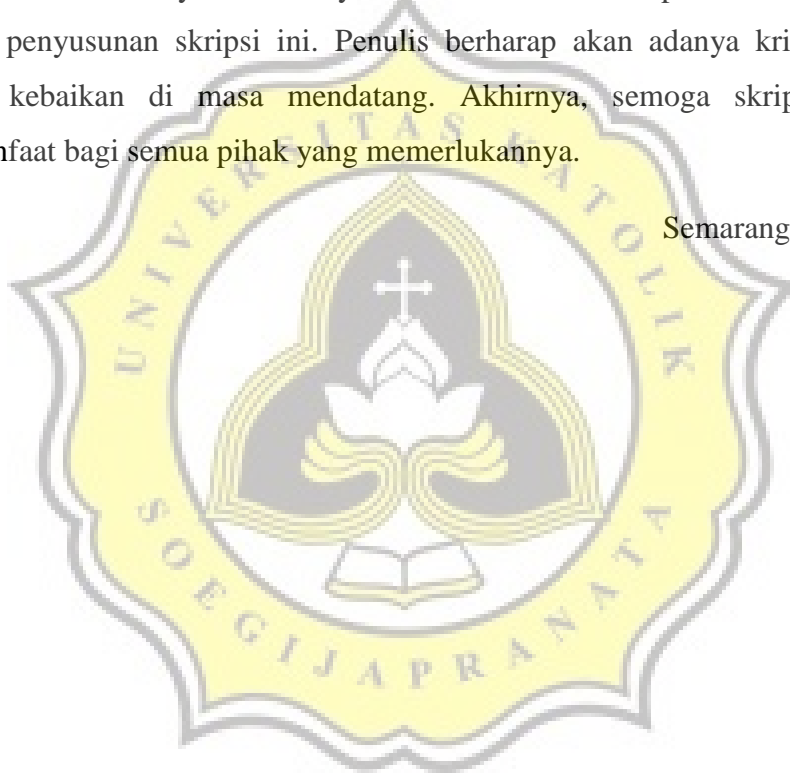 penyusunan skripsi ini. Penulis berharap akan adanya kri
kebaikan di masa mendatang. Akhirnya, semoga skrip
nfaat bagi semua pihak yang memerlukannya.
Semarang
UNIVERSITAS KATOLIK
SOEGIJAPRANATA